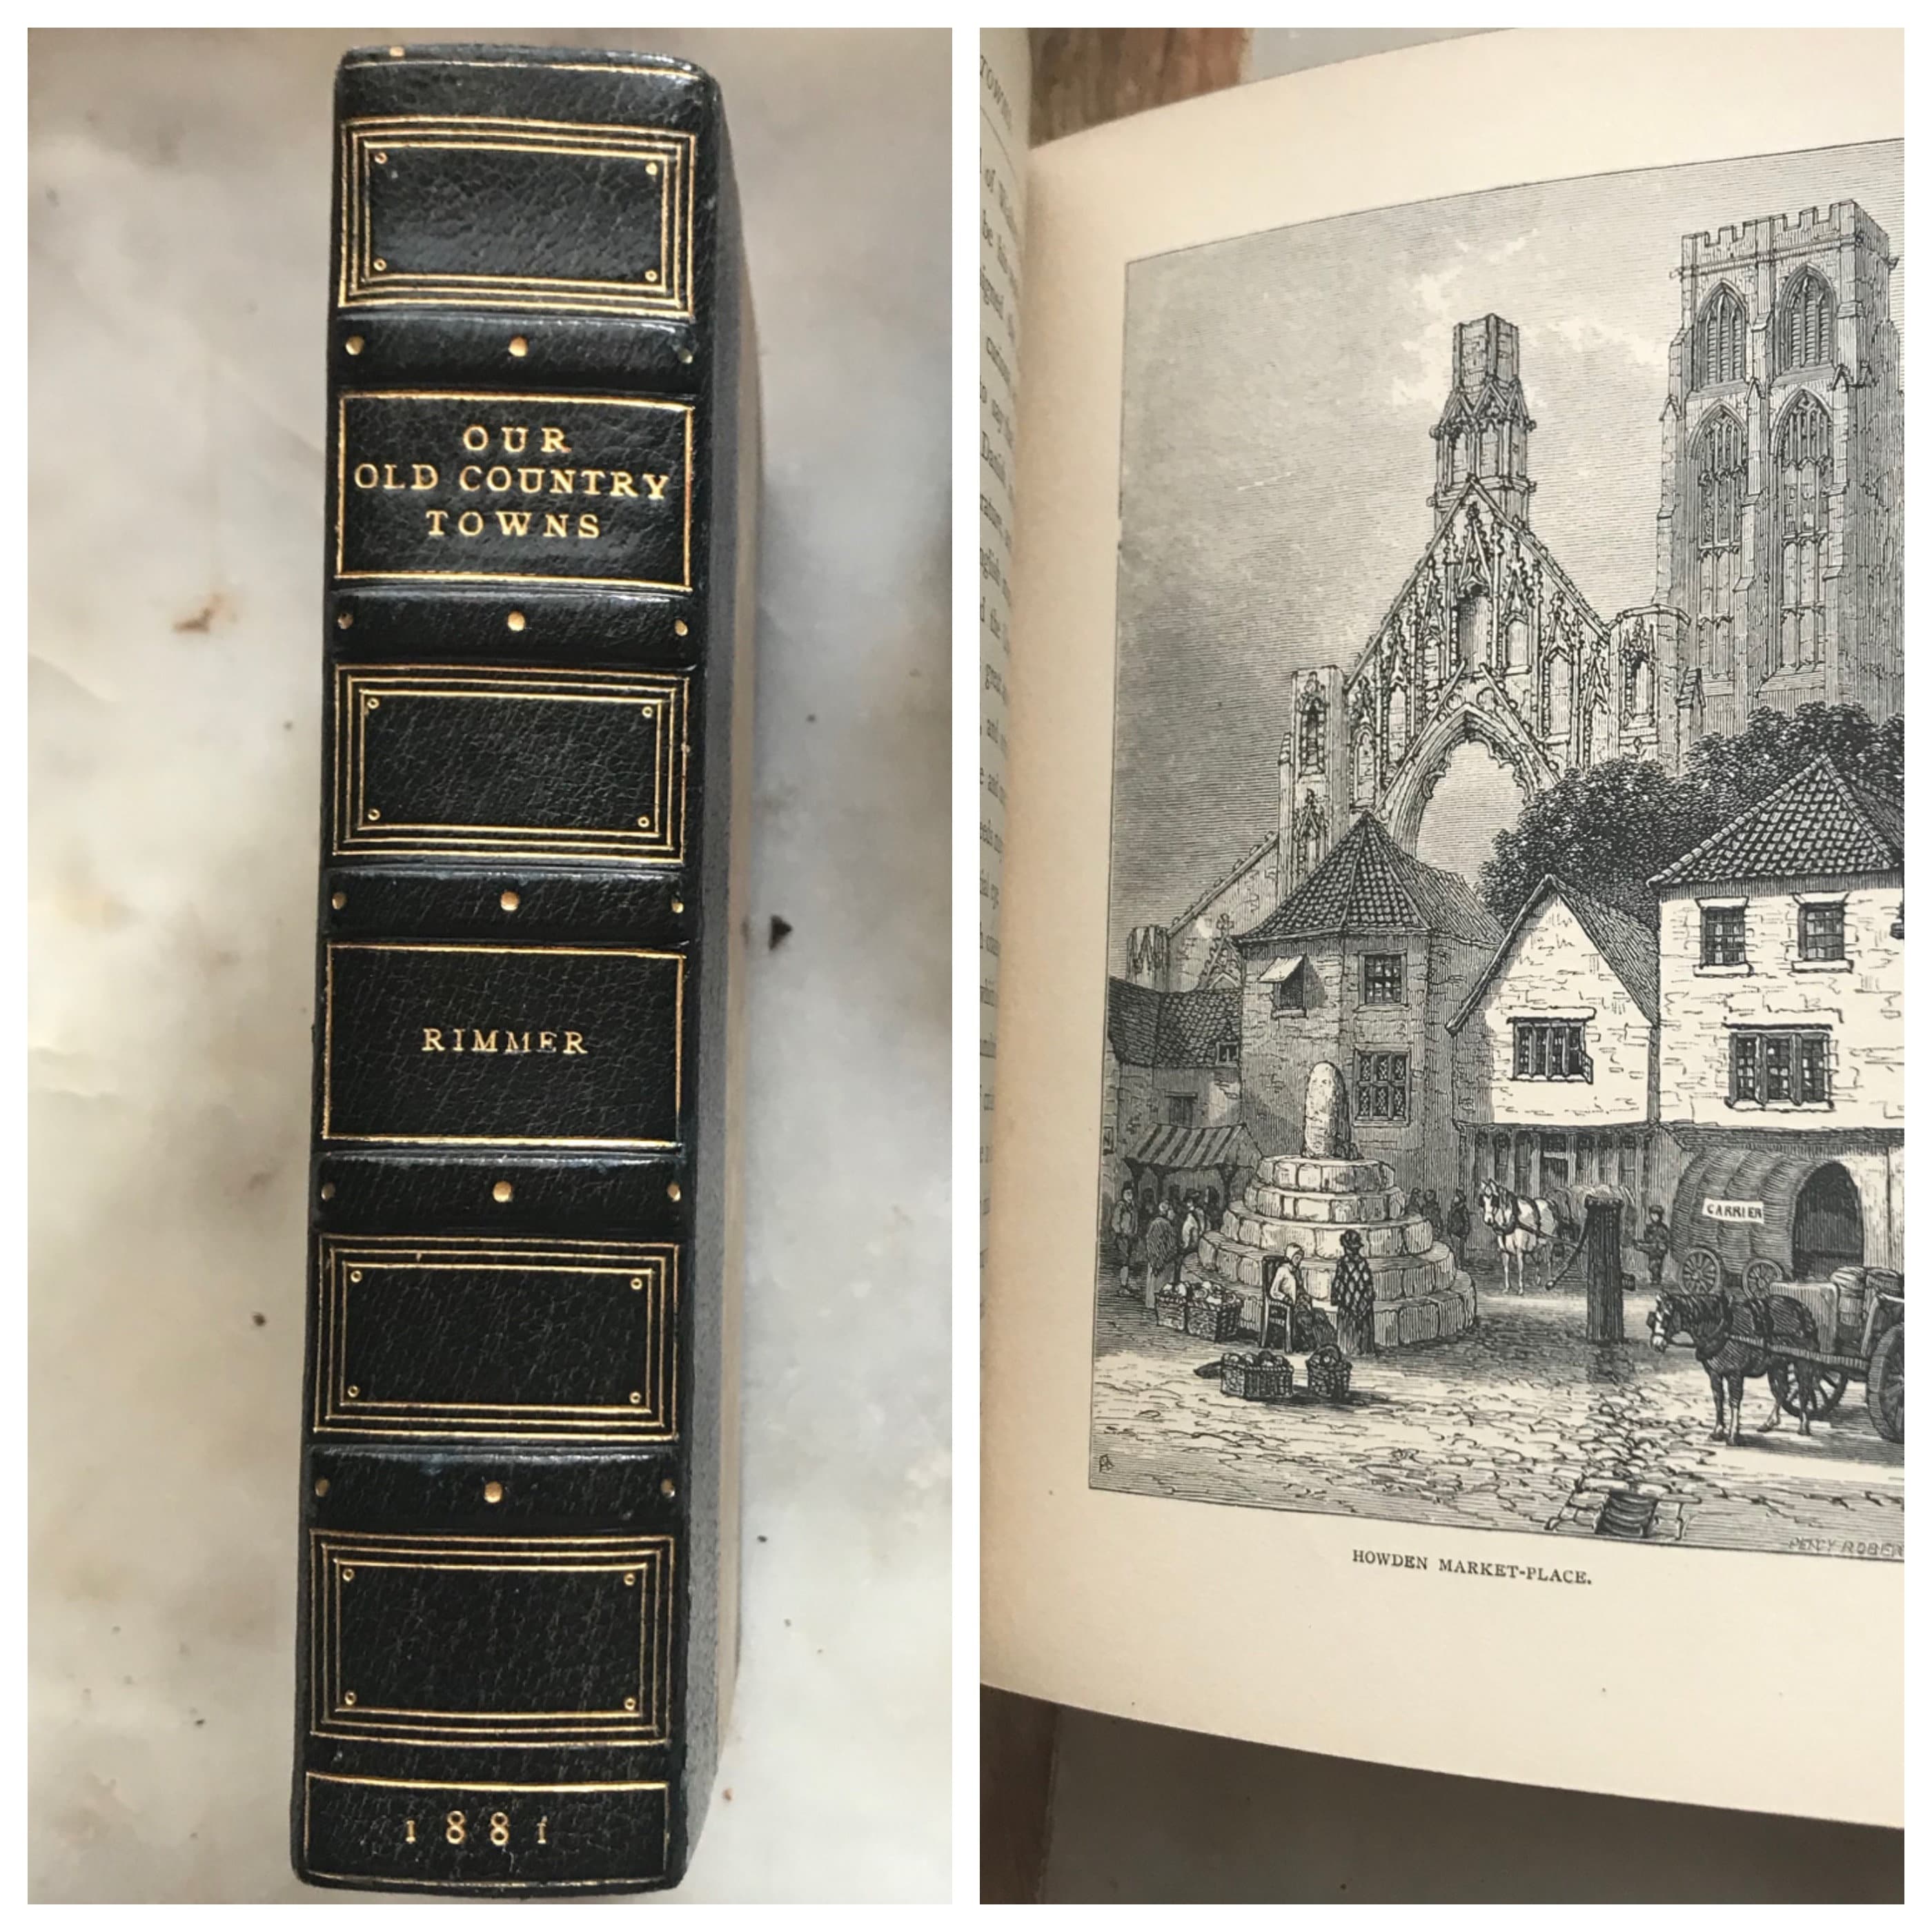 OUR
OLD COUNTRY
TOWNS
RIMMER
1881
CARRIER
HOWDEN MARKET-PLACE.